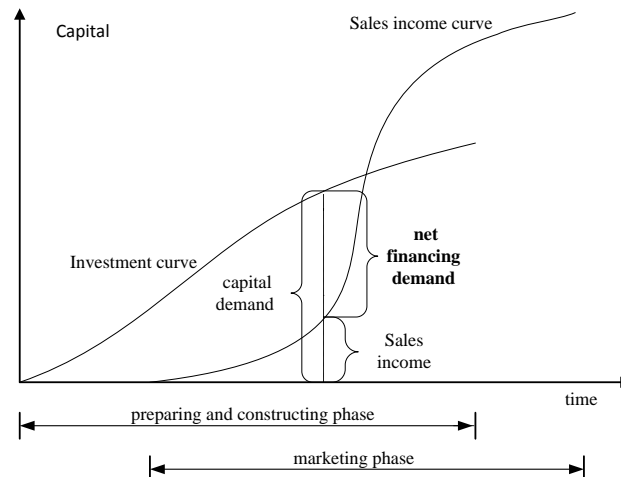 Capital
Sales income curve
Investment curve
capital
demand
net
financing
demand
Sales
income
time
preparing and constructing phase
marketing phase